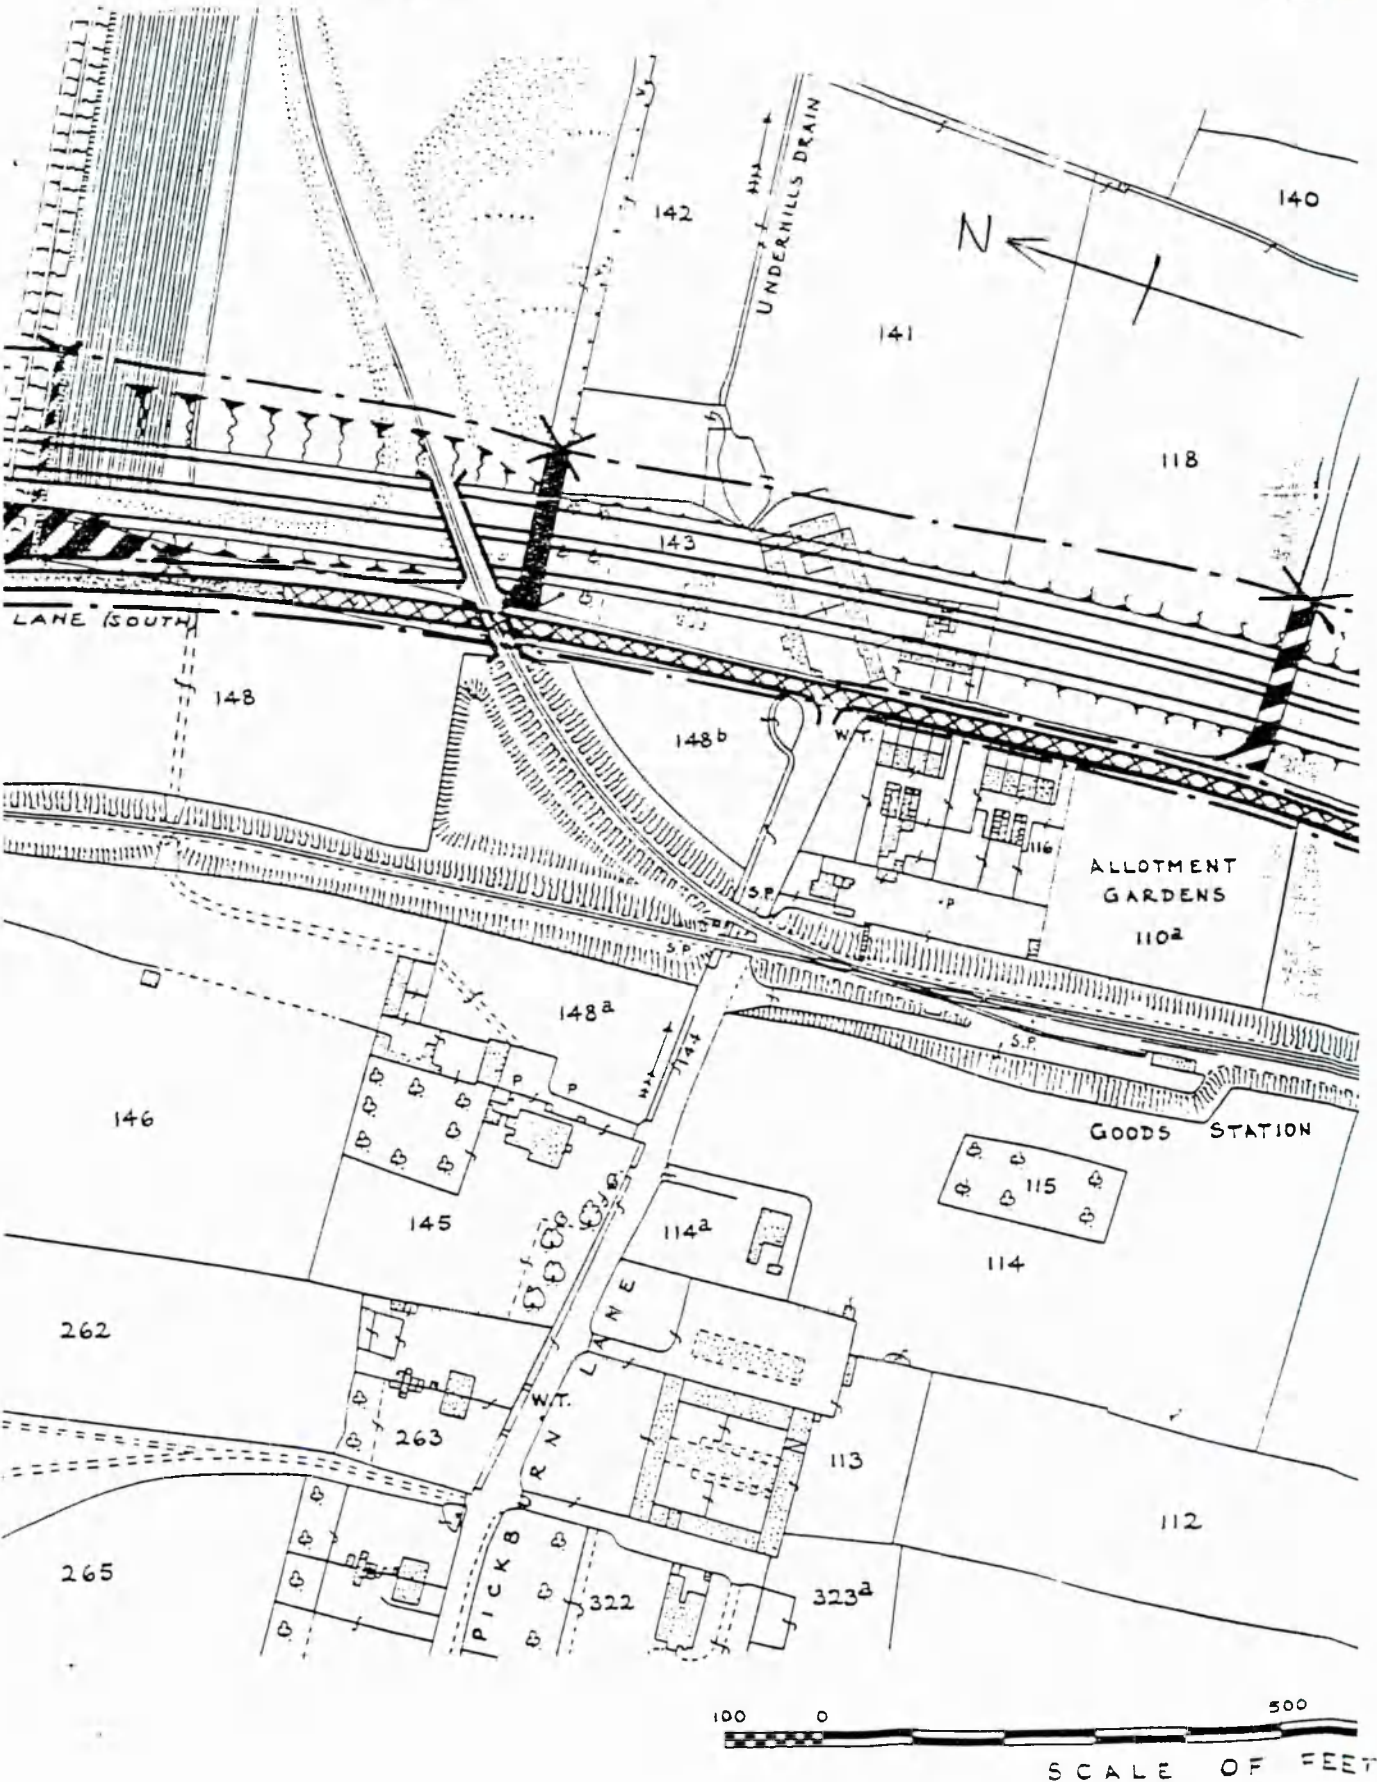 UNDERHILLS DRAIN
140
142
N
141
118
143
LANE (SOUTH)
148
148b
W.T.
116
ALLOTMENT
GARDENS
110a
S.P.
P
S.P.
148a
144
S.P.
P
P
146
GOODS STATION
115
145
114a
114
262
W.T.
263
113
112
265
322
323a
PICKBURN LANE
100 0 500
SCALE OF FEET